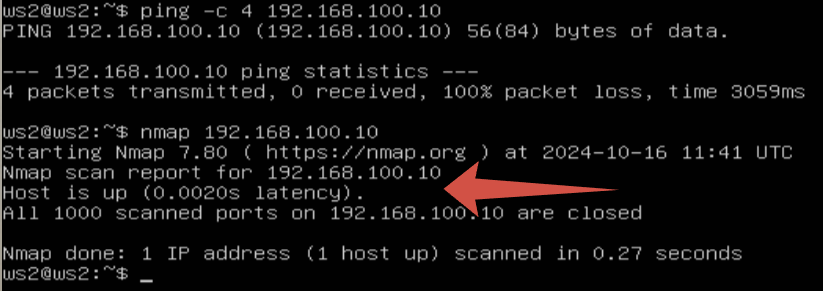 ws2@ws2:~$ ping -c 4 192.168.100.10
PING 192.168.100.10 (192.168.100.10) 56(84) bytes of data.
--- 192.168.100.10 ping statistics ---
4 packets transmitted, 0 received, 100% packet loss, time 3059ms
ws2@ws2:~$ nmap 192.168.100.10
Starting Nmap 7.80 ( https://nmap.org ) at 2024-10-16 11:41 UTC
Nmap scan report for 192.168.100.10
Host is up (0.0020s latency).
All 1000 scanned ports on 192.168.100.10 are closed
Nmap done: 1 IP address (1 host up) scanned in 0.27 seconds
ws2@ws2:~$ _